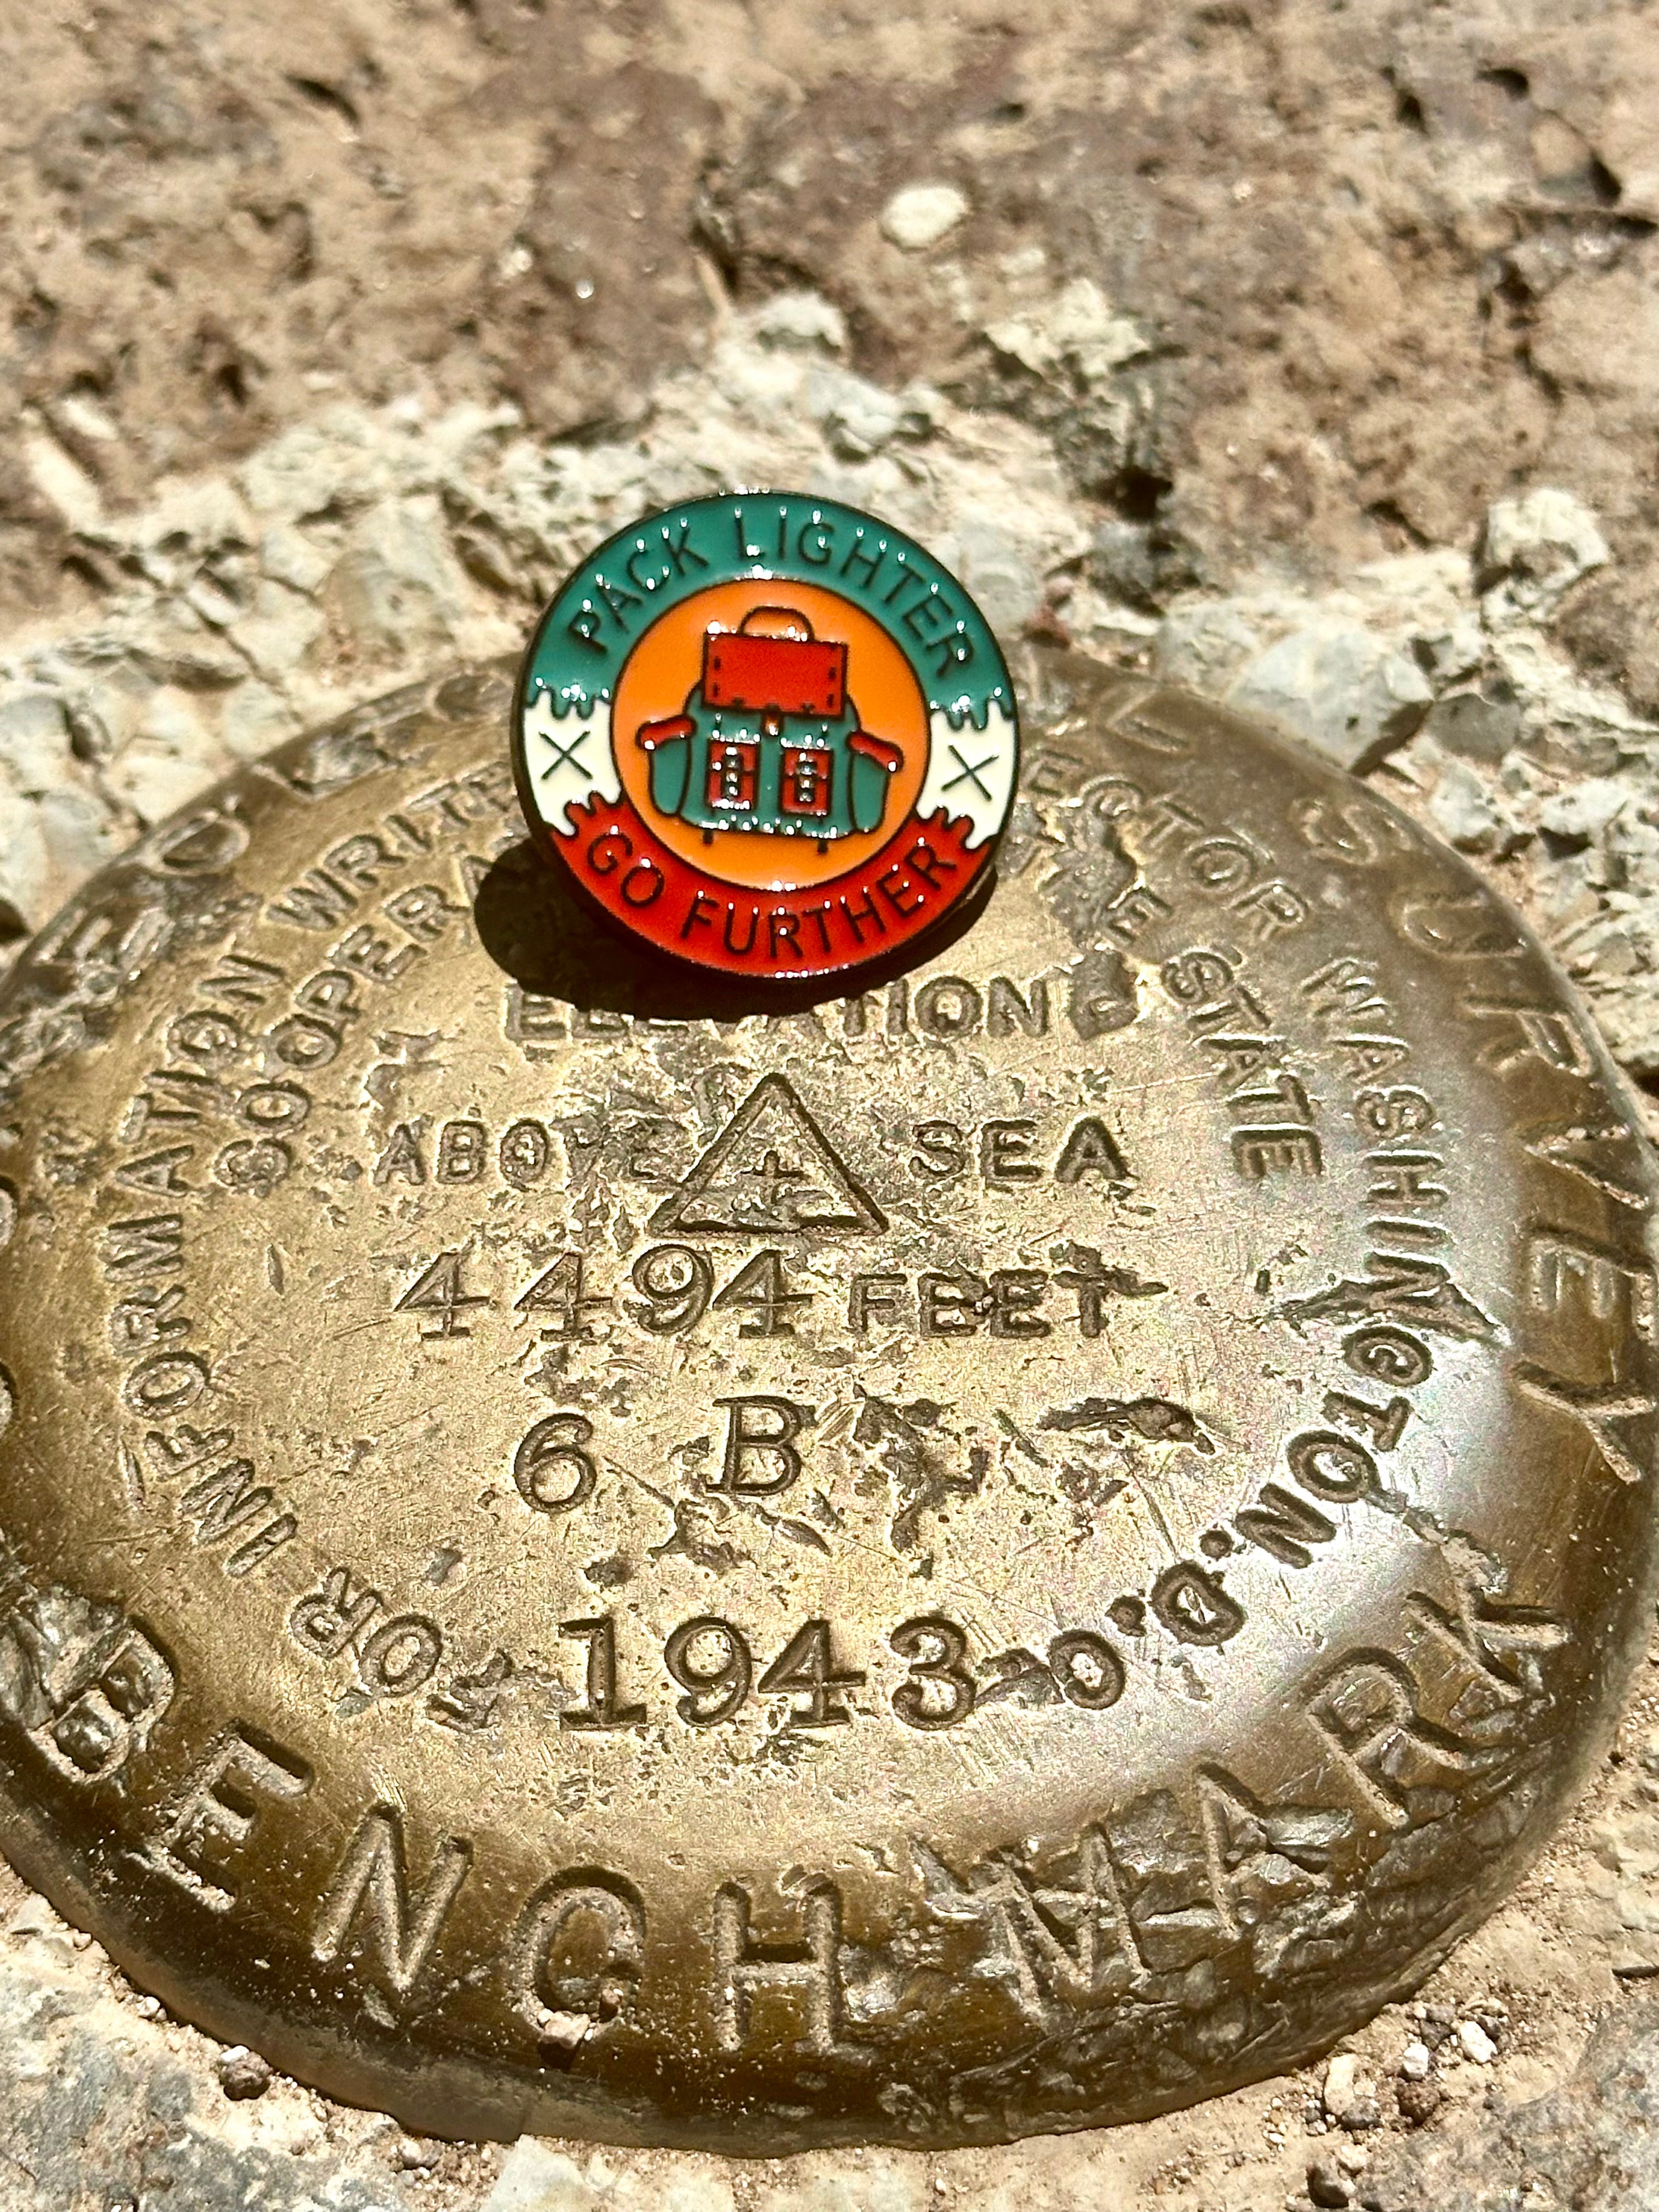 PACK LIGHTER
GO FURTHER
SURVEY
INFORMATION WRITE
ECTOR WASHINGTON, D.C.
COOPERA
E STATE
ELEVATION
ABOVE SEA
4494 FEET
6 B
1943
FOR
BENCH MARK